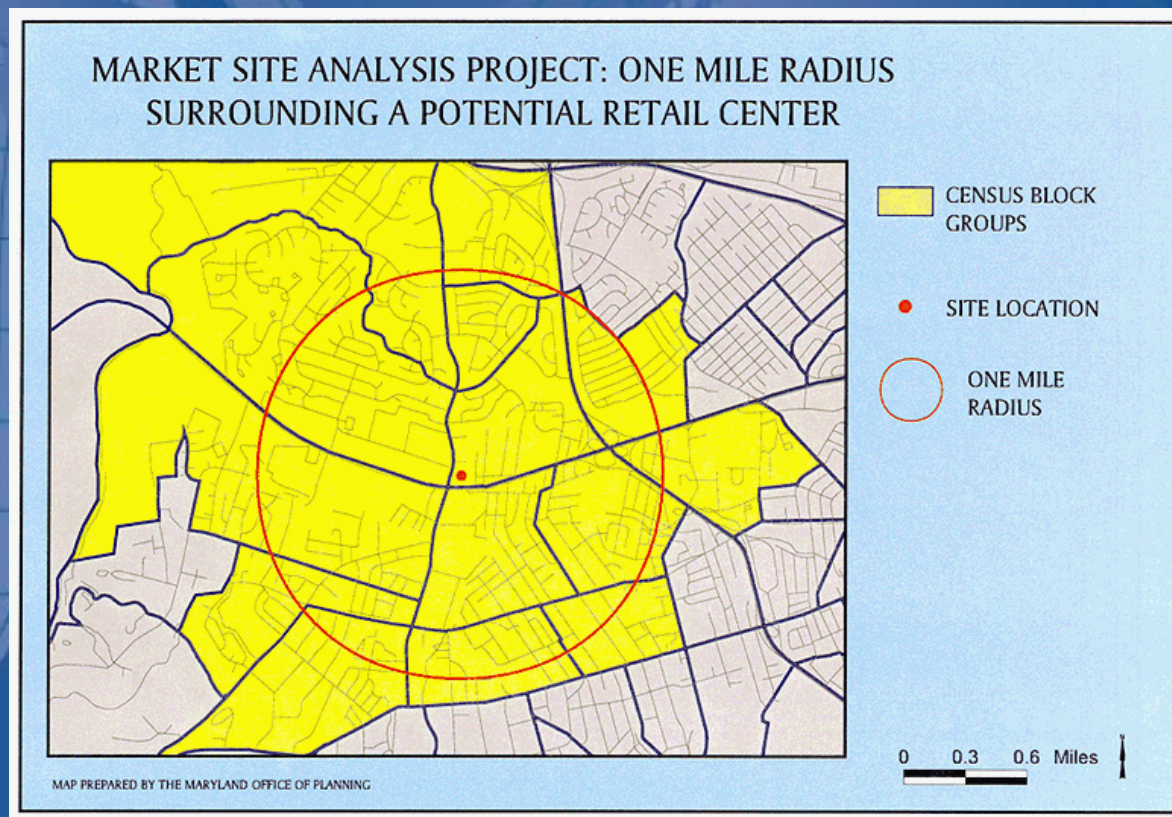 MARKET SITE ANALYSIS PROJECT: ONE MILE RADIUS
SURROUNDING A POTENTIAL RETAIL CENTER
CENSUS BLOCK
GROUPS
SITE LOCATION
ONE MILE
RADIUS
0 0.3 0.6 Miles
N
MAP PREPARED BY THE MARYLAND OFFICE OF PLANNING